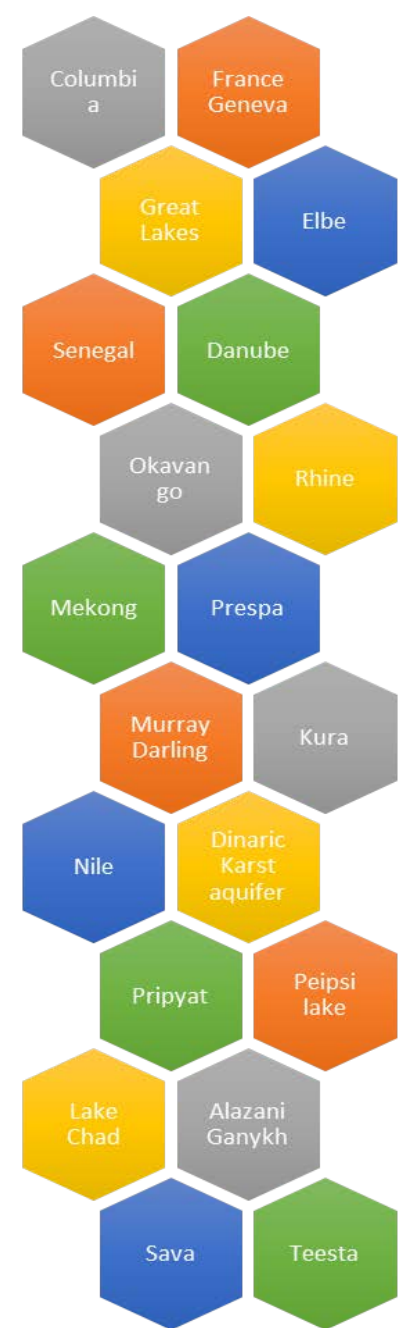 Columbi
a
France
Geneva
Great
Lakes
Elbe
Senegal
Danube
Okavan
go
Rhine
Mekong
Prespa
Murray
Darling
Kura
Nile
Dinaric
Karst
aquifer
Pripyat
Peipsi
lake
Lake
Chad
Alazani
Ganykh
Sava
Teesta